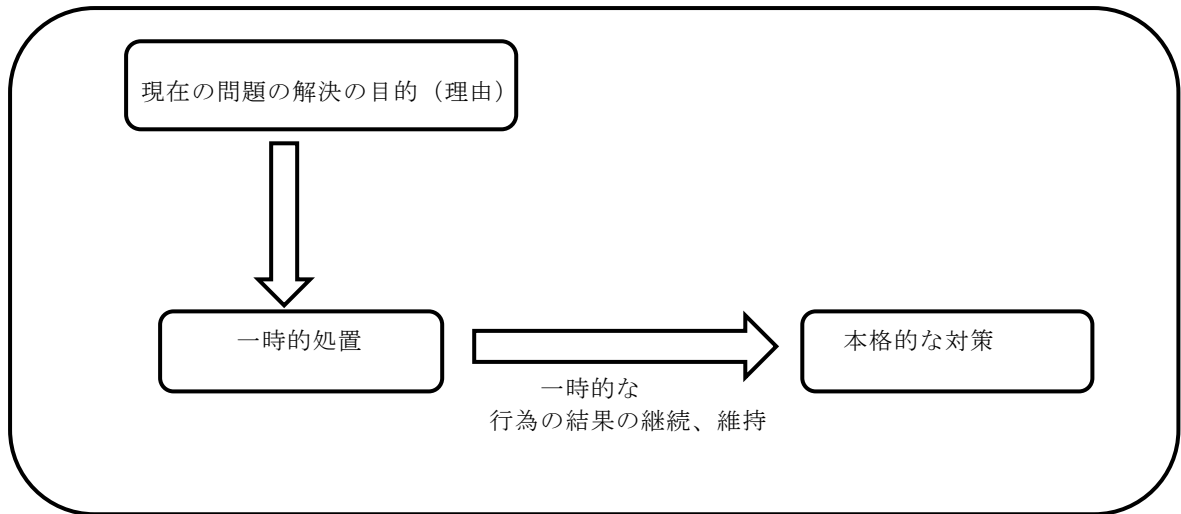 現在の問題の解決の目的（理由）
一時的処置
本格的な対策
一時的な
行為の結果の継続、維持